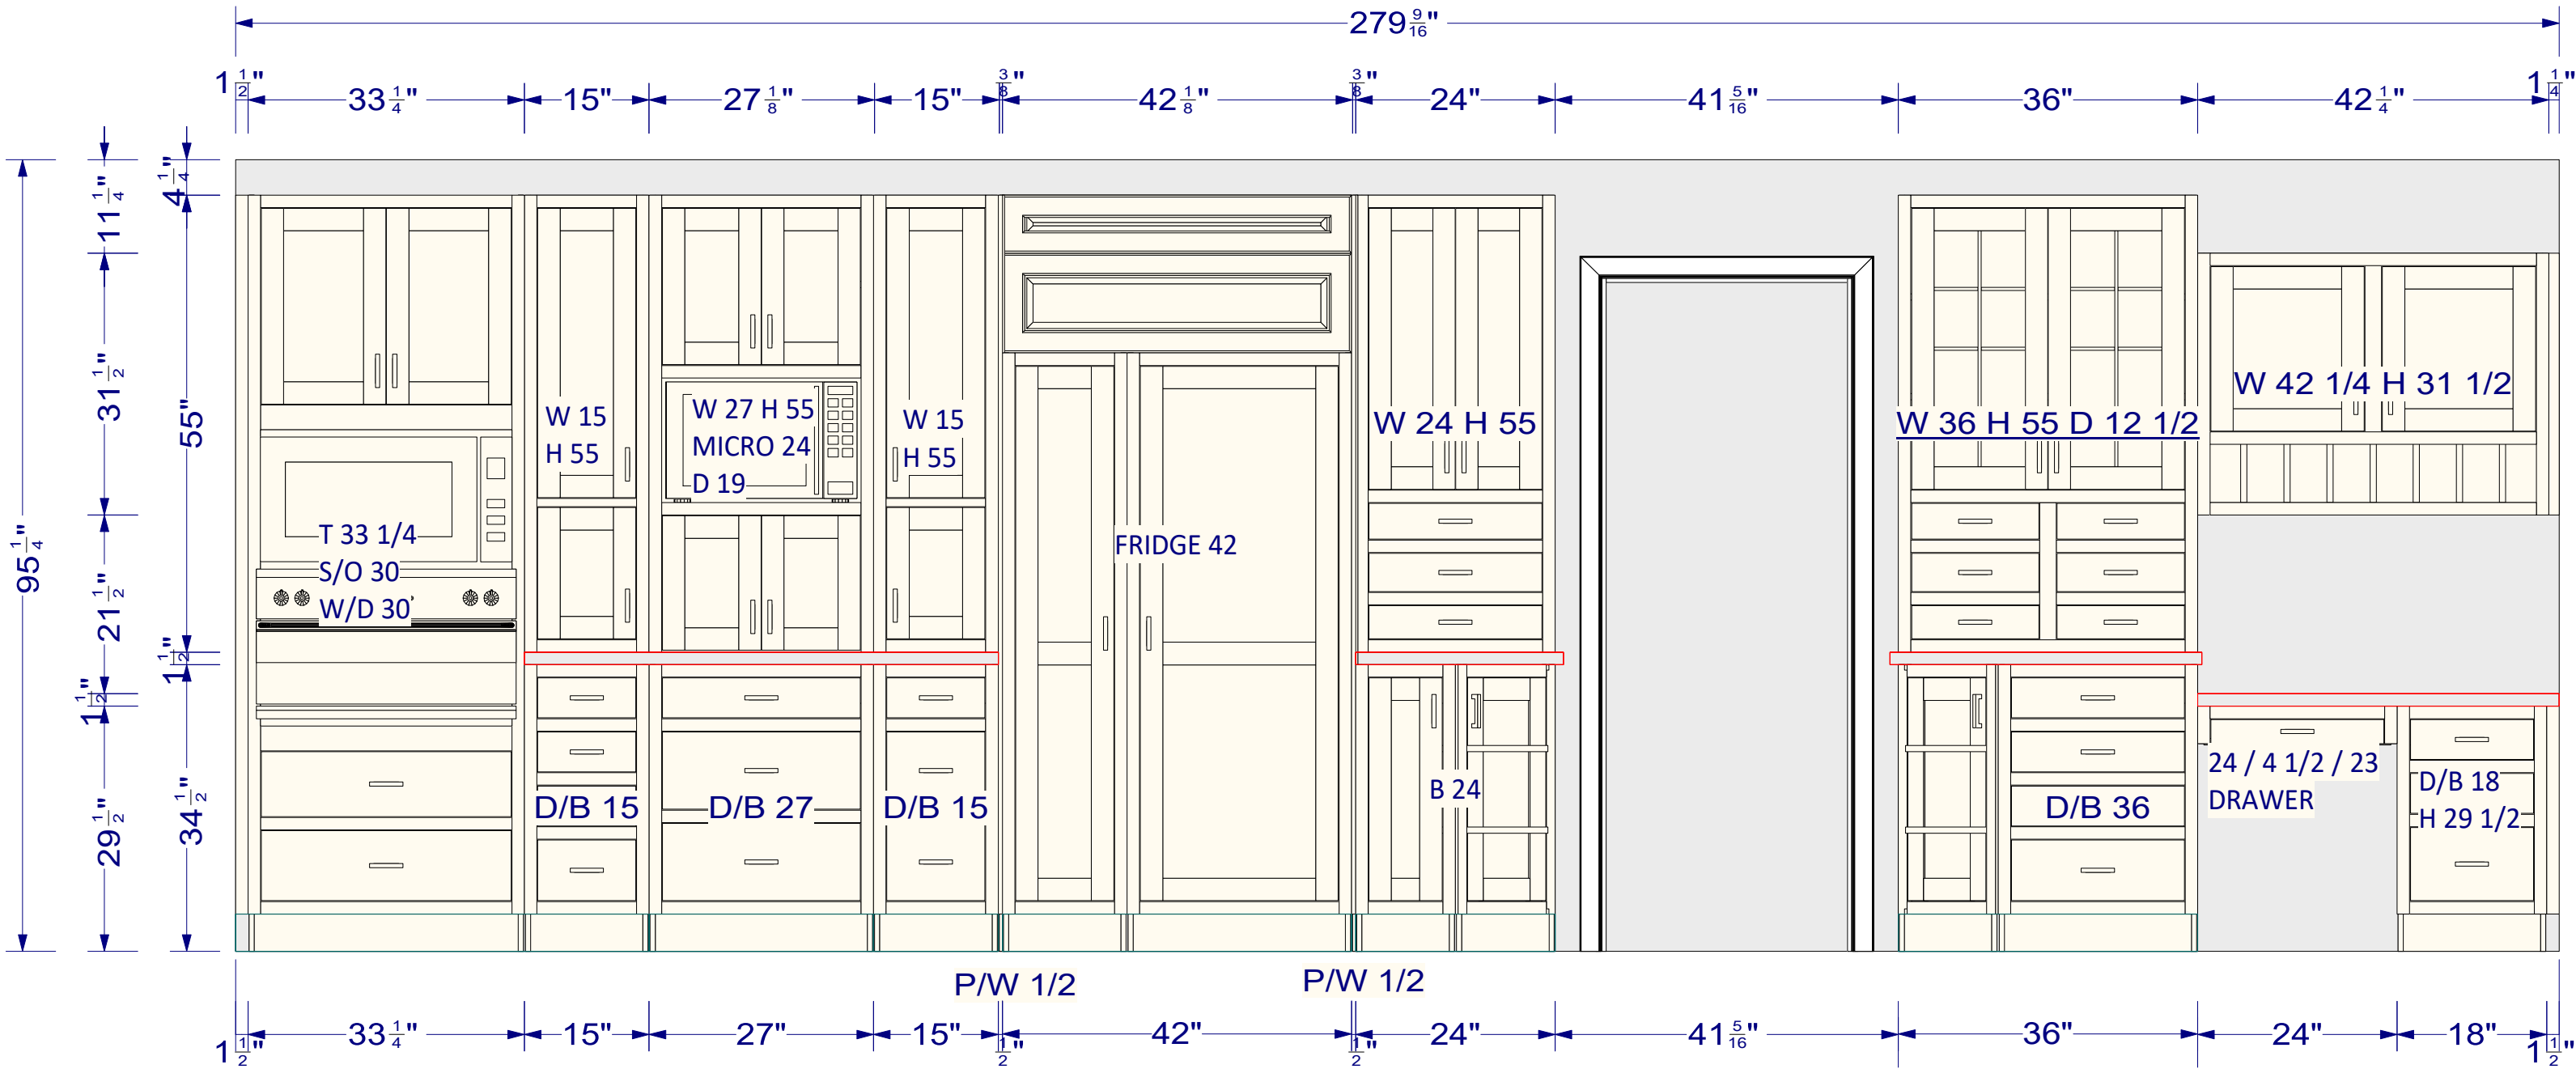 279 9/16"
1 1/2" 33 1/4" 15" 27 1/8" 15" 3/8" 42 1/8" 3/8" 24" 41 5/16" 36" 42 1/4" 1 1/4"
95 1/4"
11 1/4"
31 1/2"
21 1/2"
1 1/2"
29 1/2"
4 1/4"
55"
1 1/2"
34 1/2"
T 33 1/4
S/O 30
W/D 30'
W 15
H 55
W 27 H 55
MICRO 24
D 19
W 15
H 55
FRIDGE 42
W 24 H 55
W 36 H 55 D 12 1/2
W 42 1/4 H 31 1/2
D/B 15
D/B 27
D/B 15
B 24
D/B 36
24 / 4 1/2 / 23
DRAWER
D/B 18
H 29 1/2
P/W 1/2
P/W 1/2
1 1/2" 33 1/4" 15" 27" 15" 1/2" 42" 1/2" 24" 41 5/16" 36" 24" 18" 1 1/2"